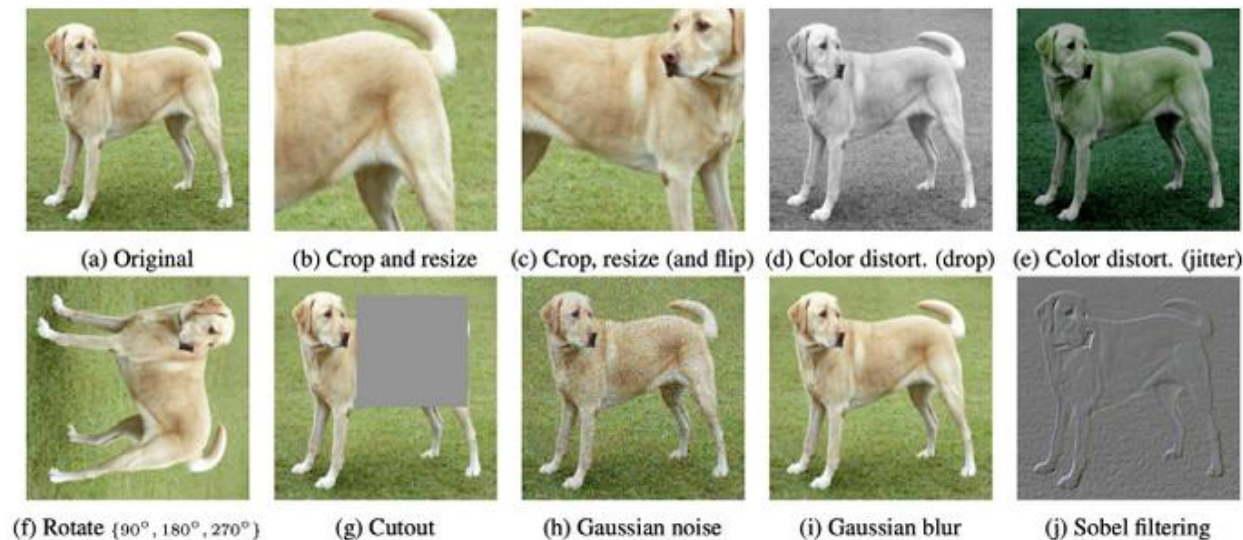 (a) Original
(b) Crop and resize
(c) Crop, resize (and flip)
(d) Color distort. (drop)
(e) Color distort. (jitter)
(f) Rotate {90°, 180°, 270°}
(g) Cutout
(h) Gaussian noise
(i) Gaussian blur
(j) Sobel filtering